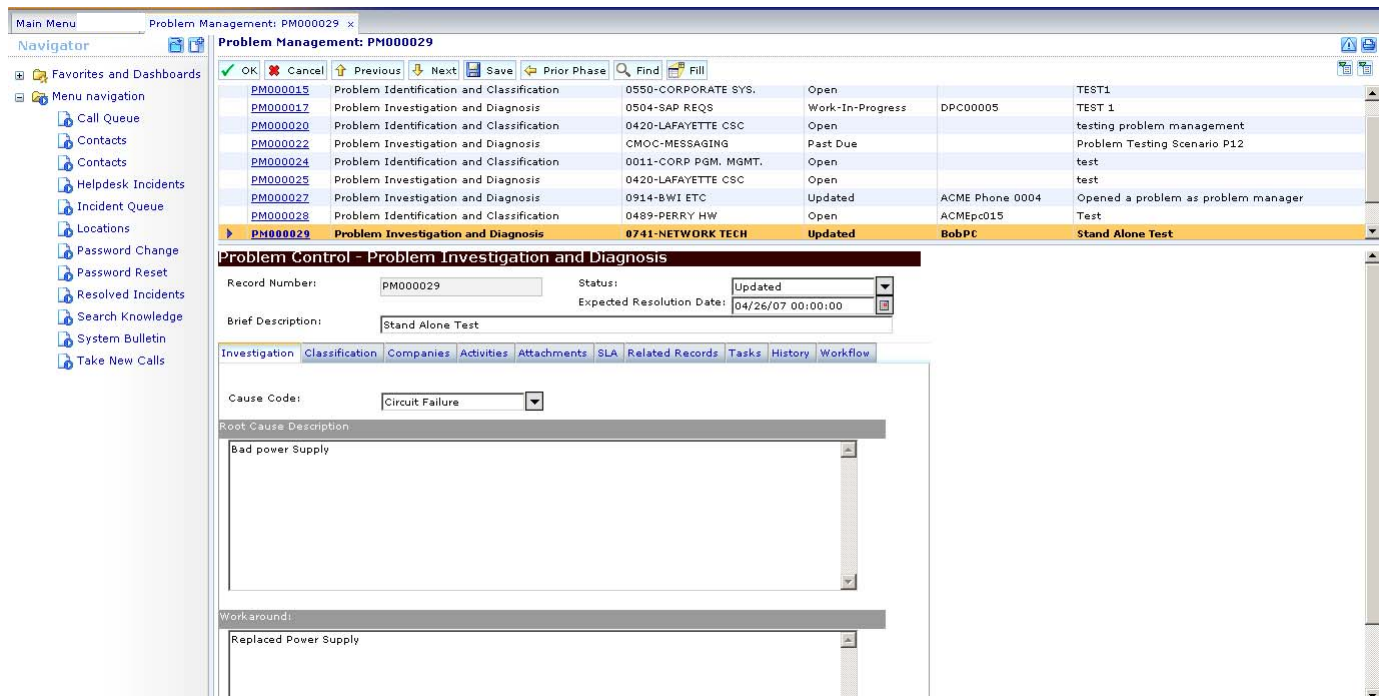 Main Menu Problem Management: PM000029 x
Navigator
Favorites and Dashboards
Menu navigation
Call Queue
Contacts
Contacts
Helpdesk Incidents
Incident Queue
Locations
Password Change
Password Reset
Resolved Incidents
Search Knowledge
System Bulletin
Take New Calls
Problem Management: PM000029
OK Cancel Previous Next Save Prior Phase Find Fill
PM000015 Problem Identification and Classification 0550-CORPORATE SYS. Open TEST1
PM000017 Problem Investigation and Diagnosis 0504-SAP REQS Work-In-Progress DPC00005 TEST 1
PM000020 Problem Identification and Classification 0420-LAFAYETTE CSC Open testing problem management
PM000022 Problem Investigation and Diagnosis CMOC-MESSAGING Past Due Problem Testing Scenario P12
PM000024 Problem Identification and Classification 0011-CORP PGM. MGMT. Open test
PM000025 Problem Investigation and Diagnosis 0420-LAFAYETTE CSC Open test
PM000027 Problem Investigation and Diagnosis 0914-BWI ETC Updated ACME Phone 0004 Opened a problem as problem manager
PM000028 Problem Identification and Classification 0489-PERRY HW Open ACMEpc015 Test
PM000029 Problem Investigation and Diagnosis 0741-NETWORK TECH Updated BobPC Stand Alone Test
Problem Control - Problem Investigation and Diagnosis
Record Number: PM000029 Status: Updated
Expected Resolution Date: 04/26/07 00:00:00
Brief Description: Stand Alone Test
Investigation Classification Companies Activities Attachments SLA Related Records Tasks History Workflow
Cause Code: Circuit Failure
Root Cause Description
Bad power Supply
Workaround:
Replaced Power Supply